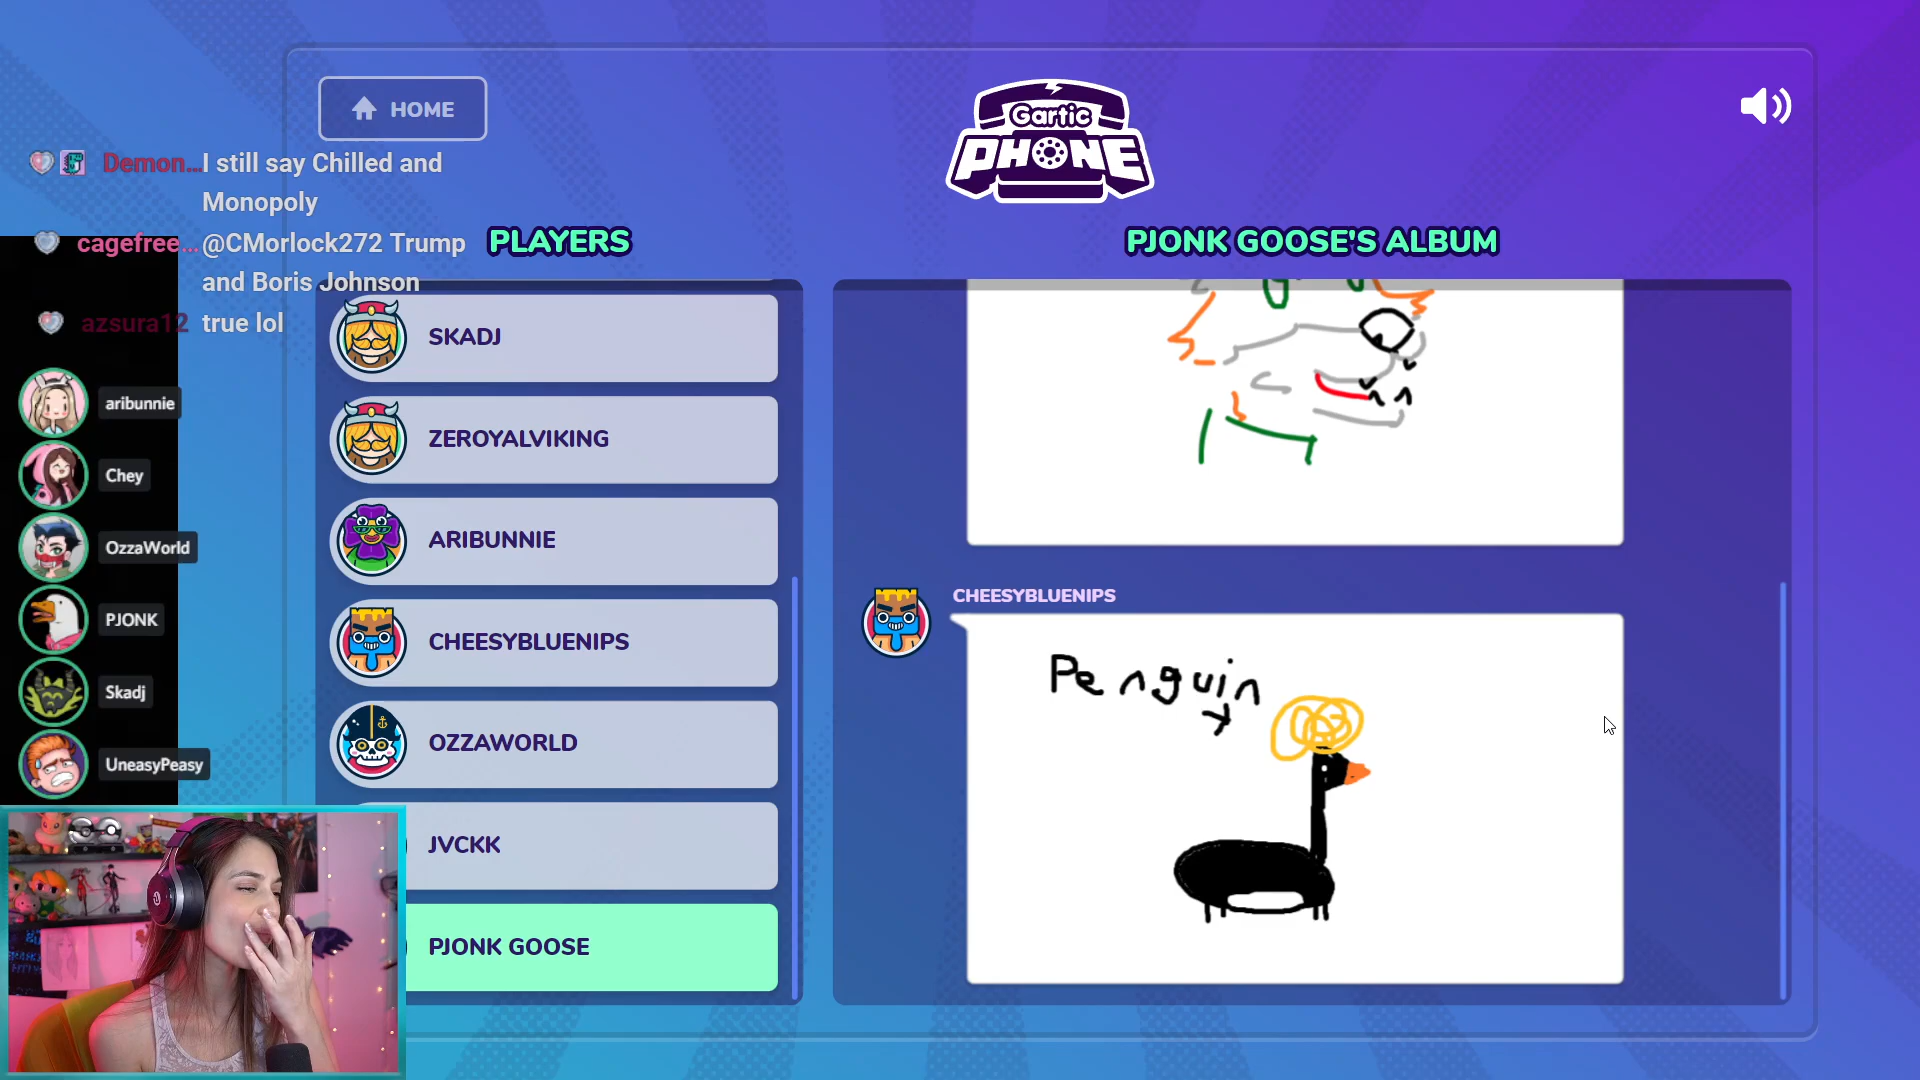 HOME
Gartic
PHONE
Demon... I still say Chilled and
Monopoly
cagefree... @CMorlock272 Trump
and Boris Johnson
azsura12 true lol
PLAYERS
PJONK GOOSE'S ALBUM
aribunnie
Chey
OzzaWorld
PJONK
Skadj
UneasyPeasy
SKADJ
ZEROYALVIKING
ARIBUNNIE
CHEESYBLUENIPS
OZZAWORLD
JVCKK
PJONK GOOSE
CHEESYBLUENIPS
Penguin